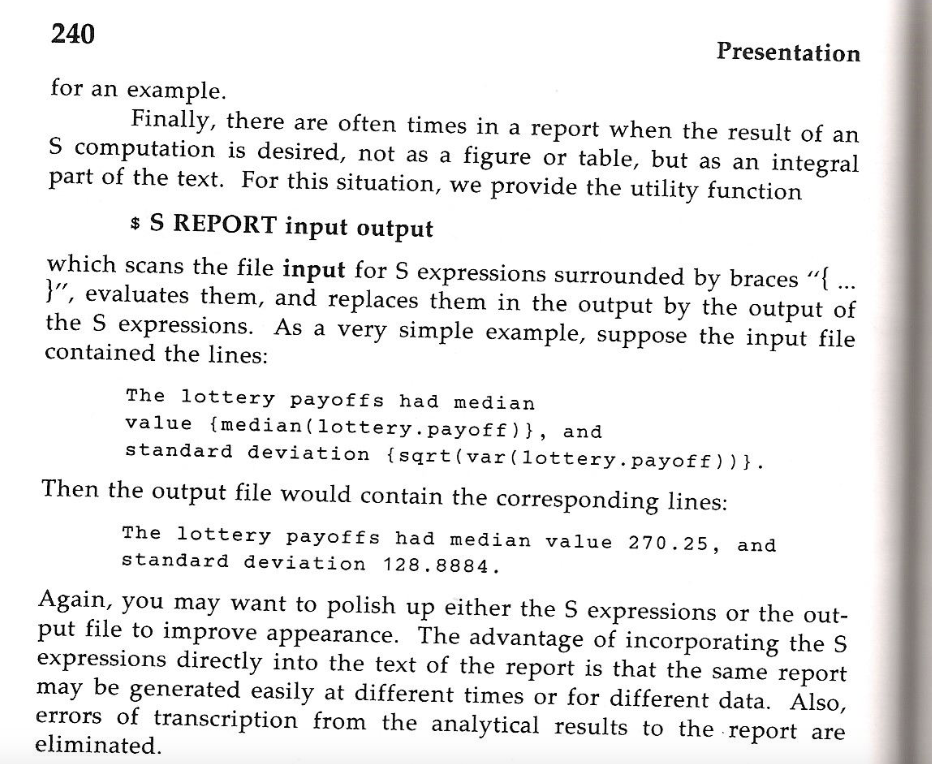 240
Presentation
for an example.
Finally, there are often times in a report when the result of an
S computation is desired, not as a figure or table, but as an integral
part of the text. For this situation, we provide the utility function
$ S REPORT input output
which scans the file input for S expressions surrounded by braces “{ ...
}”, evaluates them, and replaces them in the output by the output of
the S expressions. As a very simple example, suppose the input file
contained the lines:
The lottery payoffs had median
value {median(lottery.payoff)}, and
standard deviation {sqrt(var(lottery.payoff))}.
Then the output file would contain the corresponding lines:
The lottery payoffs had median value 270.25, and
standard deviation 128.8884.
Again, you may want to polish up either the S expressions or the out-
put file to improve appearance. The advantage of incorporating the S
expressions directly into the text of the report is that the same report
may be generated easily at different times or for different data. Also,
errors of transcription from the analytical results to the report are
eliminated.